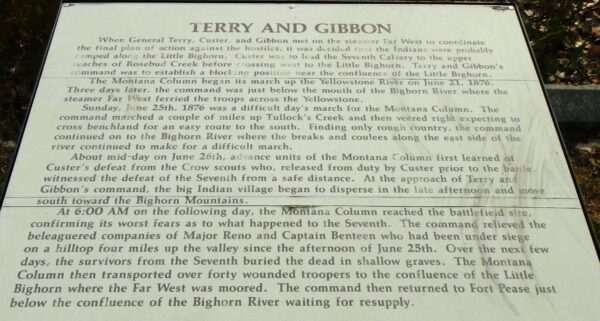 TERRY AND GIBBON
When General Terry, Custer, and Gibbon met on the steamer Far West to coordinate
the final plan of action against the hostiles, it was decided that the Indians were probably
camped along the Little Bighorn. Custer was to lead the Seventh Calvary to the upper
reaches of Rosebud Creek before crossing west to the Little Bighorn. Terry and Gibbon's
command was to establish a blocking position near the confluence of the Little Bighorn.
The Montana Column began its march up the Yellowstone River on June 21, 1876.
Three days later, the command was just below the mouth of the Bighorn River where the
steamer Far West ferried the troops across the Yellowstone.
Sunday, June 25th, 1876 was a difficult day's march for the Montana Column. The
command marched a couple of miles up Tullock's Creek and then veered right expecting to
cross benchland for an easy route to the south. Finding only rough country, the command
continued on to the Bighorn River where the breaks and coulees along the east side of the
river continued to make for a difficult march.
About mid-day on June 26th, advance units of the Montana Column first learned of
Custer's defeat from the Crow scouts who, released from duty by Custer prior to the battle,
witnessed the defeat of the Seventh from a safe distance. At the approach of Terry and
Gibbon's command, the big Indian village began to disperse in the late afternoon and move
south toward the Bighorn Mountains.
At 6:00 AM on the following day, the Montana Column reached the battlefield site,
confirming its worst fears as to what happened to the Seventh. The command relieved the
beleaguered companies of Major Reno and Captain Benteen who had been under siege
on a hilltop four miles up the valley since the afternoon of June 25th. Over the next few
days, the survivors from the Seventh buried the dead in shallow graves. The Montana
Column then transported over forty wounded troopers to the confluence of the Little
Bighorn where the Far West was moored. The command then returned to Fort Pease just
below the confluence of the Bighorn River waiting for resupply.